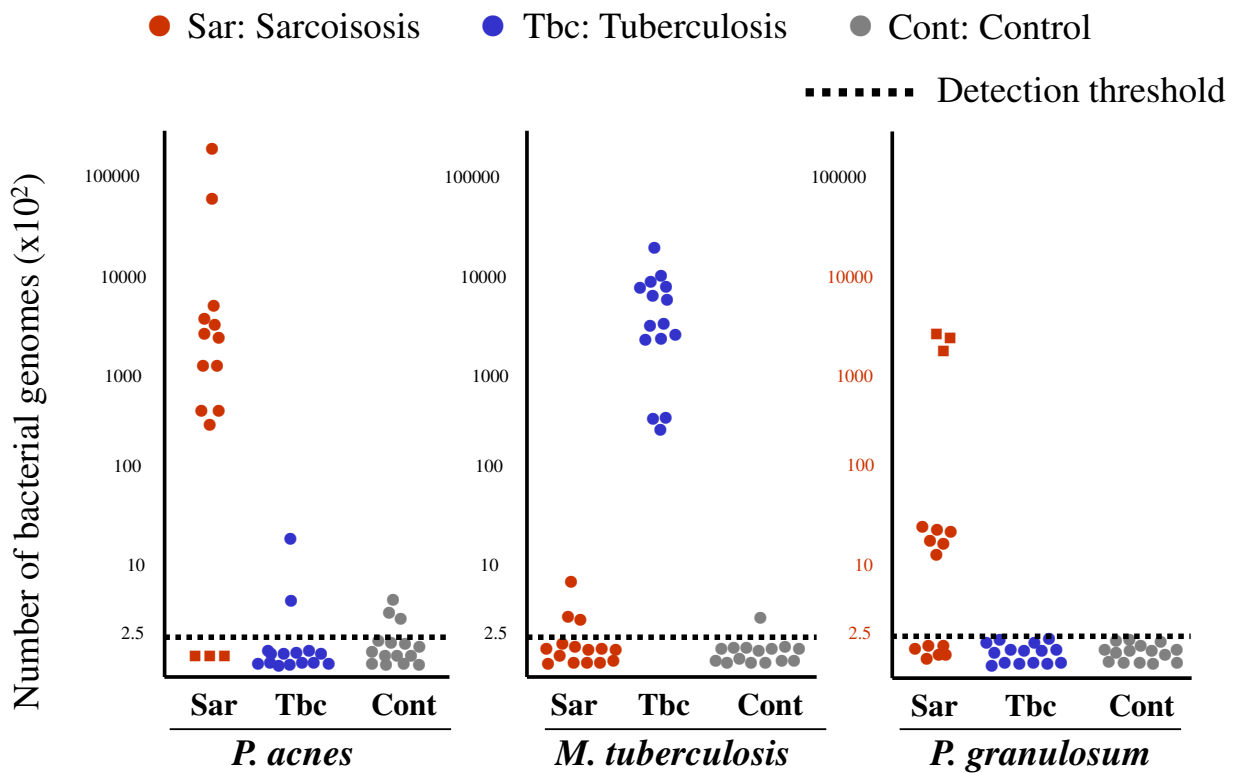 Sar: Sarcoisosis Tbc: Tuberculosis Cont: Control
Detection threshold
Number of bacterial genomes (x10²)
100000
10000
1000
100
10
2.5
Sar Tbc Cont
P. acnes
100000
10000
1000
100
10
2.5
Sar Tbc Cont
M. tuberculosis
100000
10000
1000
100
10
2.5
Sar Tbc Cont
P. granulosum